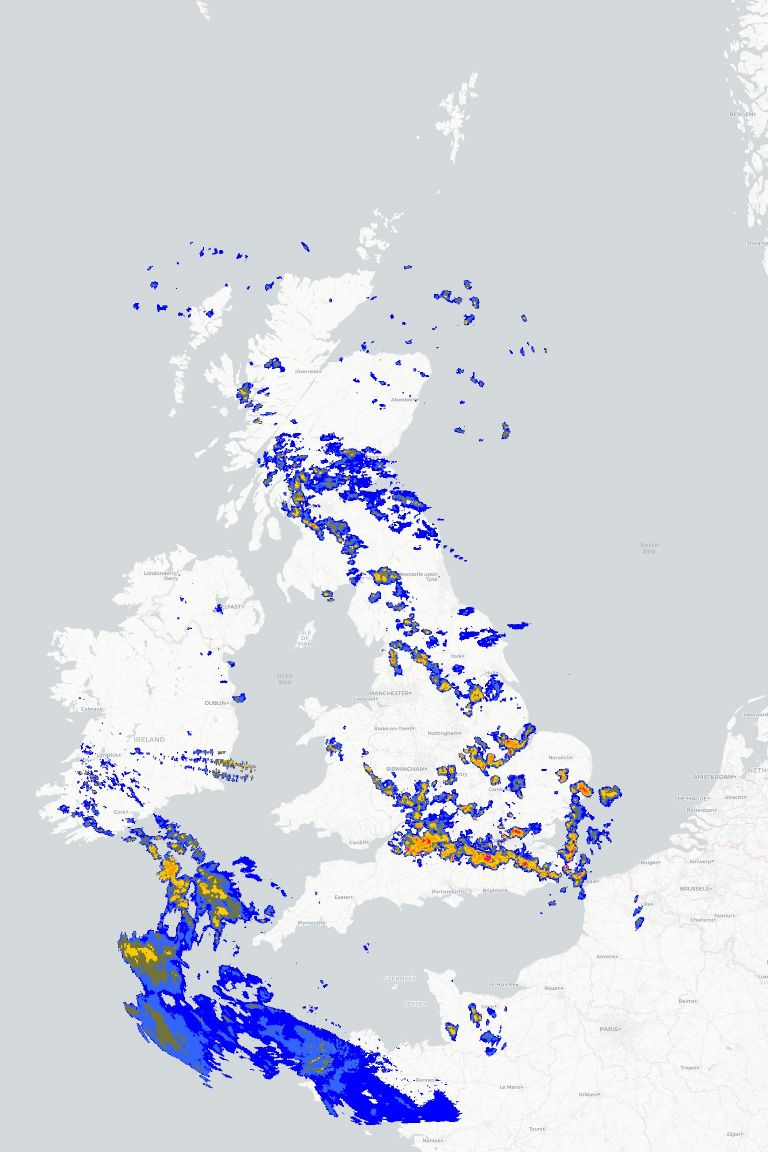 BERGEN
Stavanger
Inverness
Aberdeen
North
Sea
Londonderry/
Derry
Newcastle upon
Tyne
ISLE
OF
MAN
York
Irish
Sea
MANCHESTER
Liverpool
DUBLIN
Galway
Stoke-on-Trent
Nottingham
IRELAND
Limerick
Norwich
BIRMINGHAM
AMSTERDAM
THE HAGUE
Utrecht
Rotterdam
Cork
Cardiff
Bruges
Antwerp
BRUSSELS
Exeter
Portsmouth
Brighton
Plymouth
Namur
Charleroi
Amiens
GUERNSEY
LE HAVRE
Rouen
JERSEY
Reims
PARIS
Troyes
Rennes
Le Mans
Orléans
Tours
Nantes
Dijon